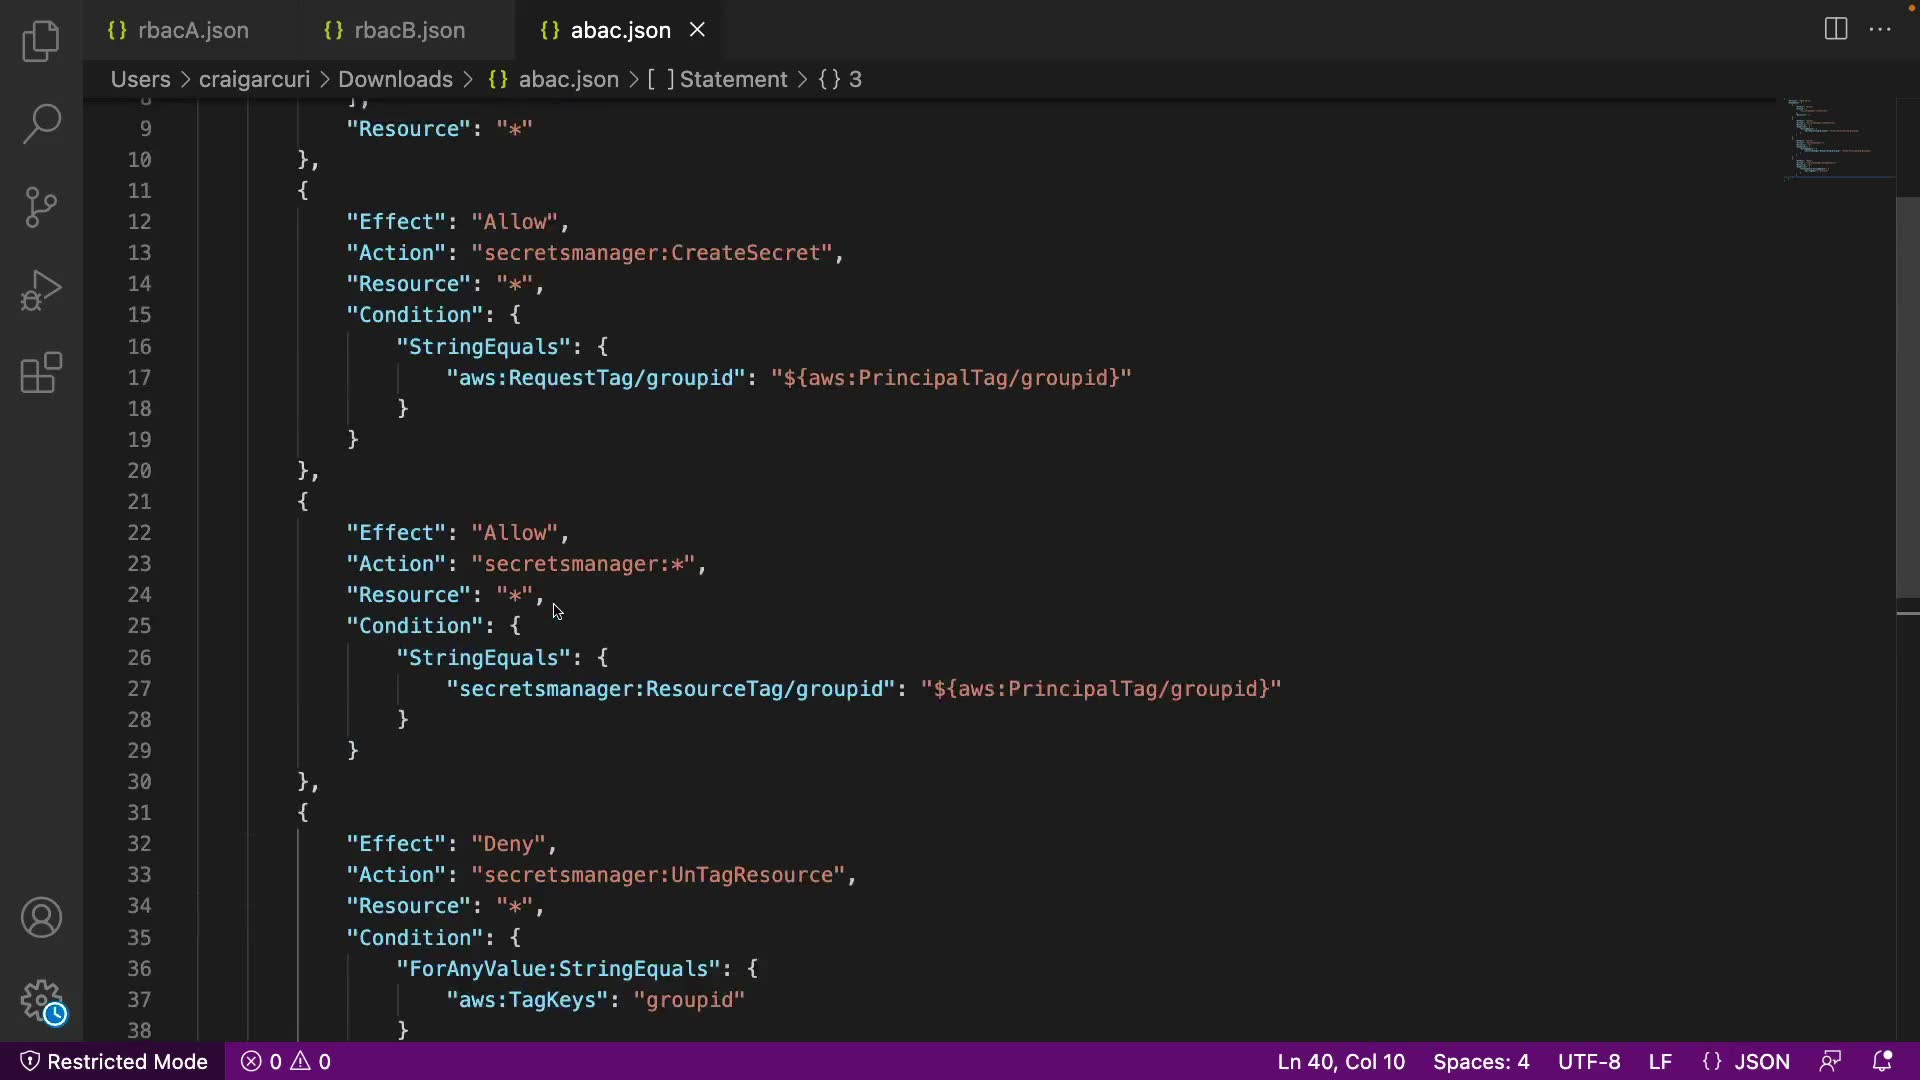 {} rbacA.json {} rbacB.json {} abac.json
Users > craigarcuri > Downloads > {} abac.json > [ ] Statement > {} 3
8 ],
9 "Resource": "*"
10 },
11 {
12 "Effect": "Allow",
13 "Action": "secretsmanager:CreateSecret",
14 "Resource": "*",
15 "Condition": {
16 "StringEquals": {
17 "aws:RequestTag/groupid": "${aws:PrincipalTag/groupid}"
18 }
19 }
20 },
21 {
22 "Effect": "Allow",
23 "Action": "secretsmanager:*",
24 "Resource": "*",
25 "Condition": {
26 "StringEquals": {
27 "secretsmanager:ResourceTag/groupid": "${aws:PrincipalTag/groupid}"
28 }
29 }
30 },
31 {
32 "Effect": "Deny",
33 "Action": "secretsmanager:UnTagResource",
34 "Resource": "*",
35 "Condition": {
36 "ForAnyValue:StringEquals": {
37 "aws:TagKeys": "groupid"
38 }
Restricted Mode 0 0 Ln 40, Col 10 Spaces: 4 UTF-8 LF {} JSON